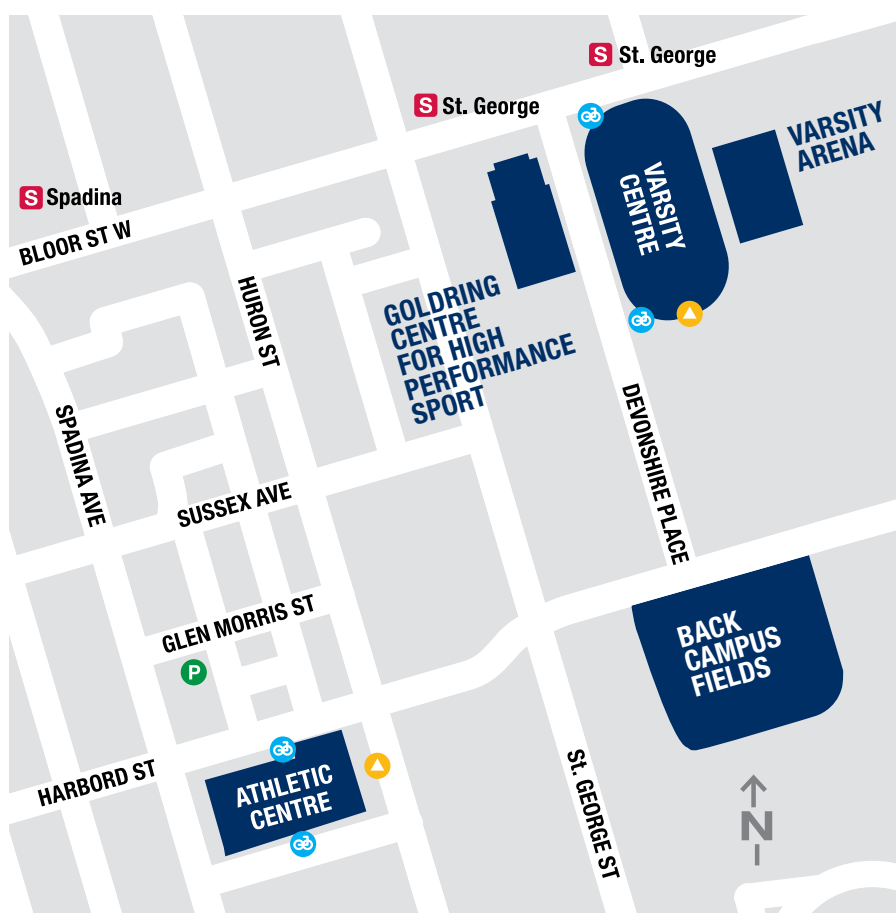 S St. George
S St. George
VARSITY
ARENA
VARSITY
CENTRE
S Spadina
BLOOR ST W
HURON ST
GOLDRING
CENTRE
FOR HIGH
PERFORMANCE
SPORT
SPADINA AVE
DEVONSHIRE PLACE
SUSSEX AVE
GLEN MORRIS ST
P
BACK
CAMPUS
FIELDS
HARBORD ST
ATHLETIC
CENTRE
St. GEORGE ST
N